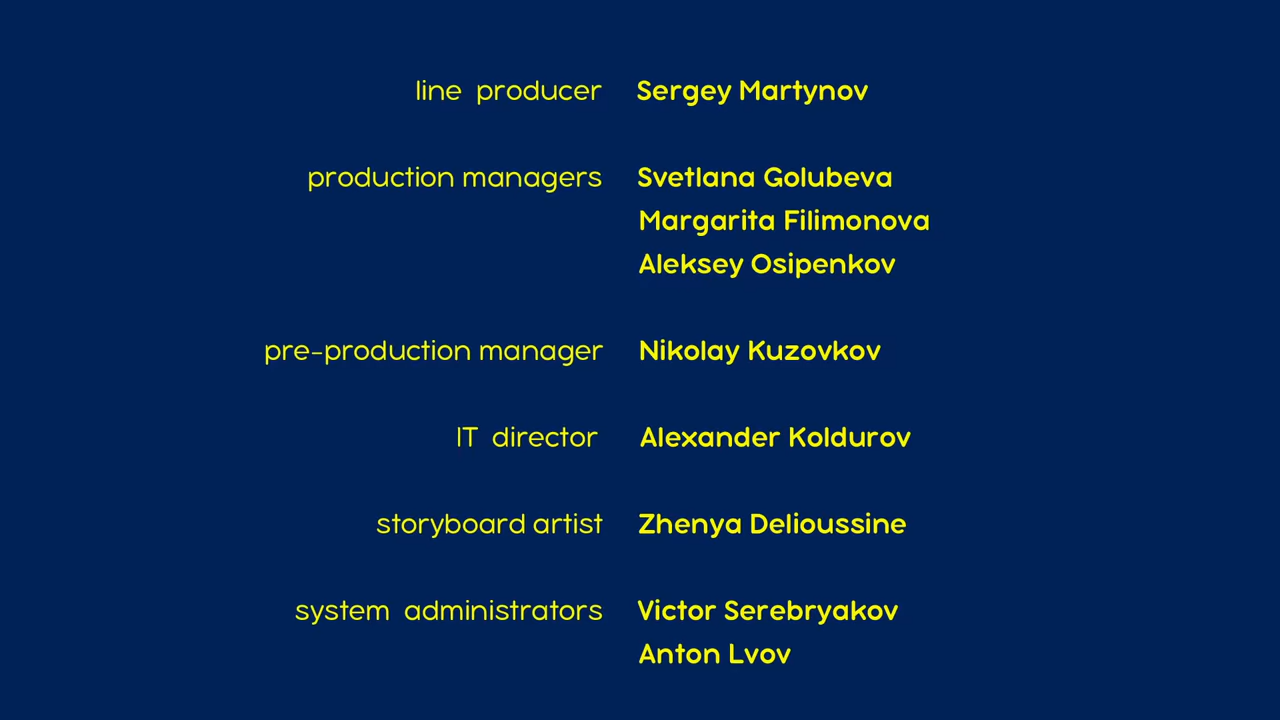 line producer Sergey Martynov
production managers Svetlana Golubeva
Margarita Filimonova
Aleksey Osipenkov
pre-production manager Nikolay Kuzovkov
IT director Alexander Koldurov
storyboard artist Zhenya Delioussine
system administrators Victor Serebryakov
Anton Lvov